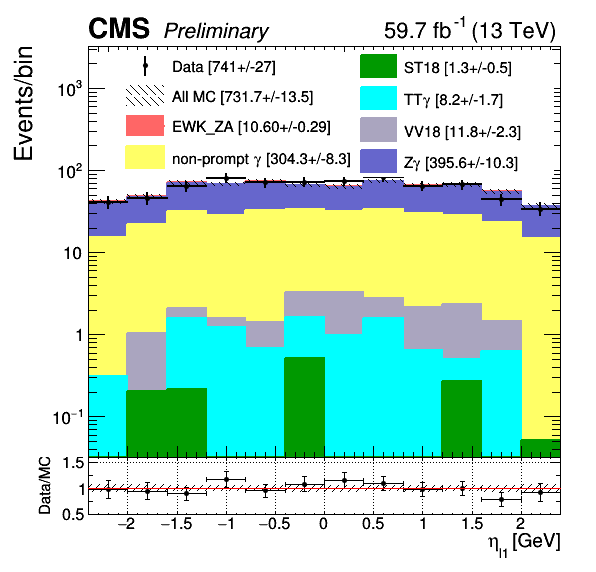 CMS Preliminary 59.7 fb⁻¹ (13 TeV)
Events/bin
Data [741+/-27]
All MC [731.7+/-13.5]
EWK_ZA [10.60+/-0.29]
non-prompt γ [304.3+/-8.3]
ST18 [1.3+/-0.5]
TTγ [8.2+/-1.7]
VV18 [11.8+/-2.3]
Zγ [395.6+/-10.3]
10³
10²
10
1
10⁻¹
Data/MC
1.5
1
0.5
−2 −1.5 −1 −0.5 0 0.5 1 1.5 2
η_l1 [GeV]